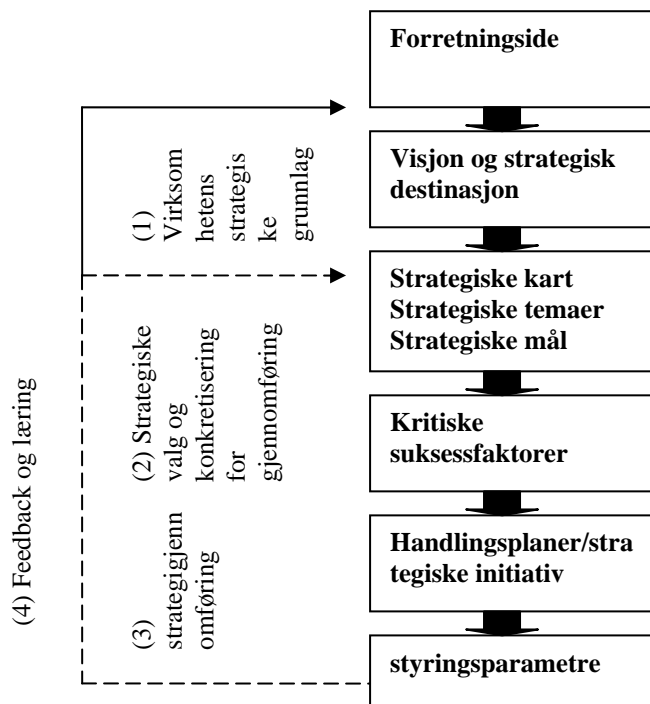 Forretningside
Visjon og strategisk
destinasjon
Strategiske kart
Strategiske temaer
Strategiske mål
Kritiske
suksessfaktorer
Handlingsplaner/stra
tegiske initiativ
styringsparametre
(1)
Virksom
hetens
strategis
ke
grunnlag
(2) Strategiske
valg og
konkretisering
for
gjennomføring
(3)
strategigjenn
omføring
(4) Feedback og læring